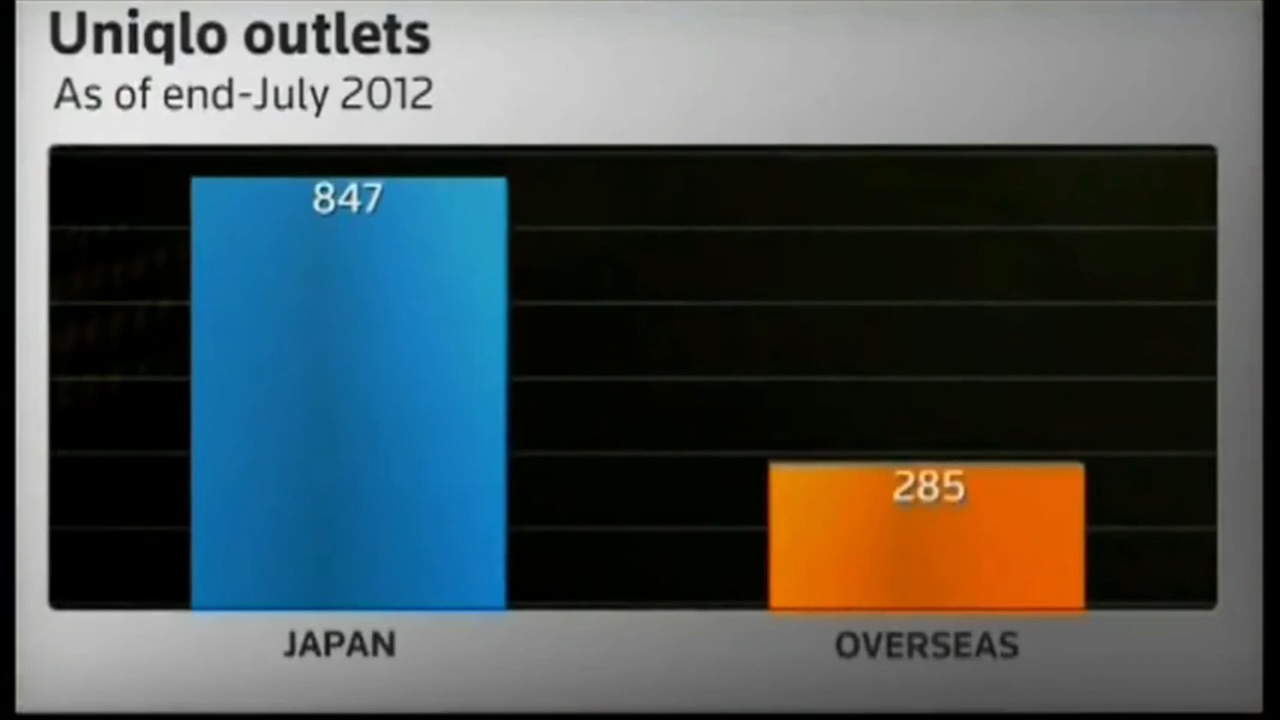 Uniqlo outlets
As of end-July 2012
847
285
JAPAN
OVERSEAS